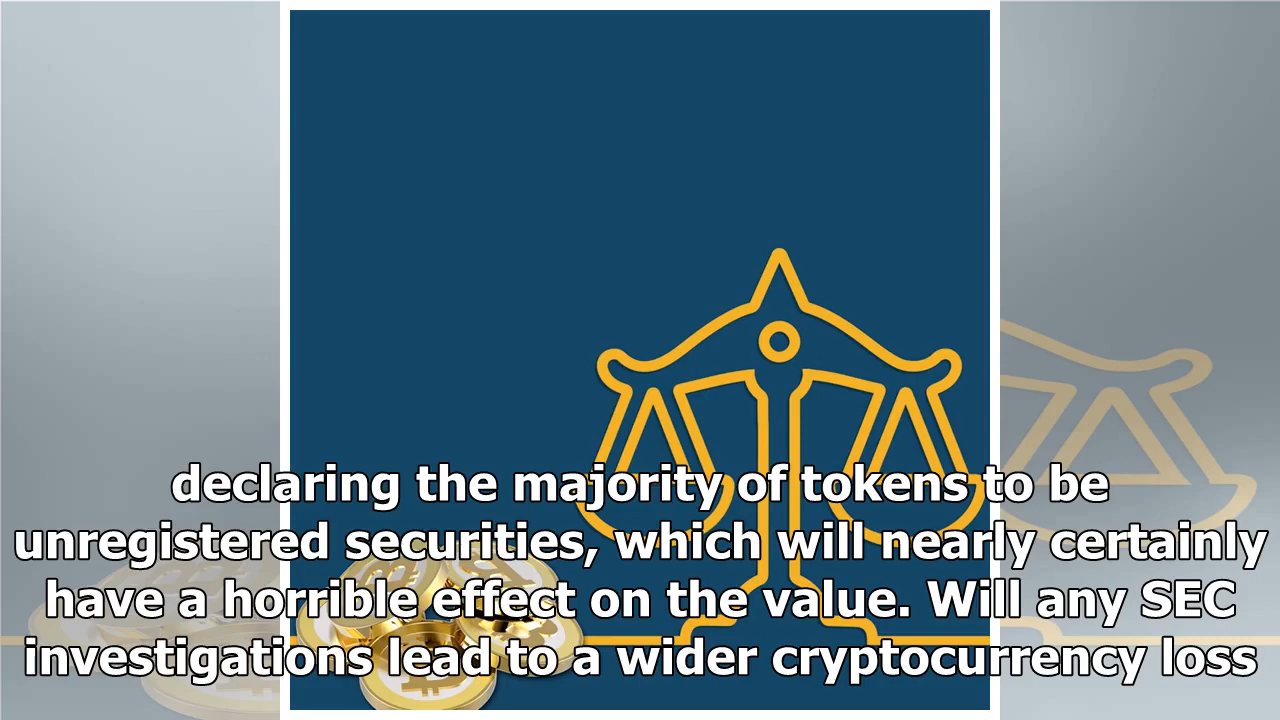 declaring the majority of tokens to be
unregistered securities, which will nearly certainly
have a horrible effect on the value. Will any SEC
investigations lead to a wider cryptocurrency loss